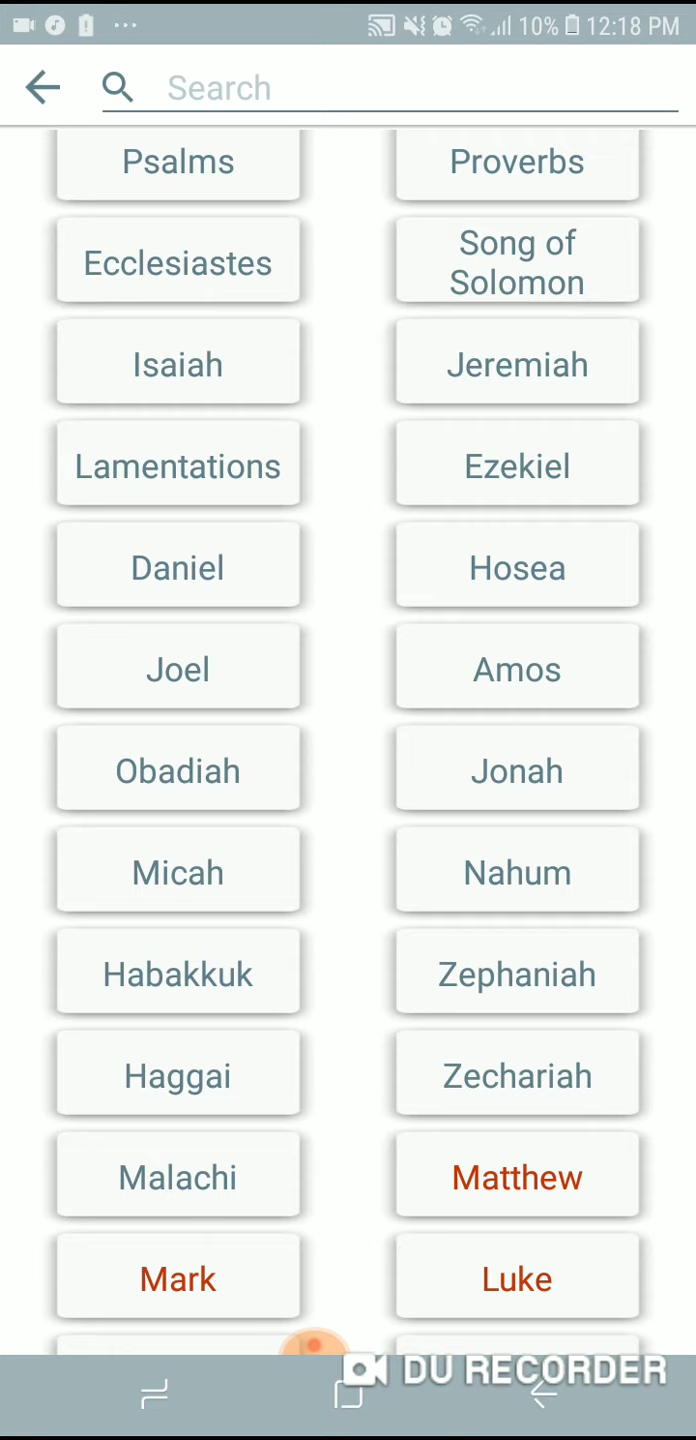 10% 12:18 PM
Search
Psalms
Proverbs
Ecclesiastes
Song of
Solomon
Isaiah
Jeremiah
Lamentations
Ezekiel
Daniel
Hosea
Joel
Amos
Obadiah
Jonah
Micah
Nahum
Habakkuk
Zephaniah
Haggai
Zechariah
Malachi
Matthew
Mark
Luke
DU RECORDER